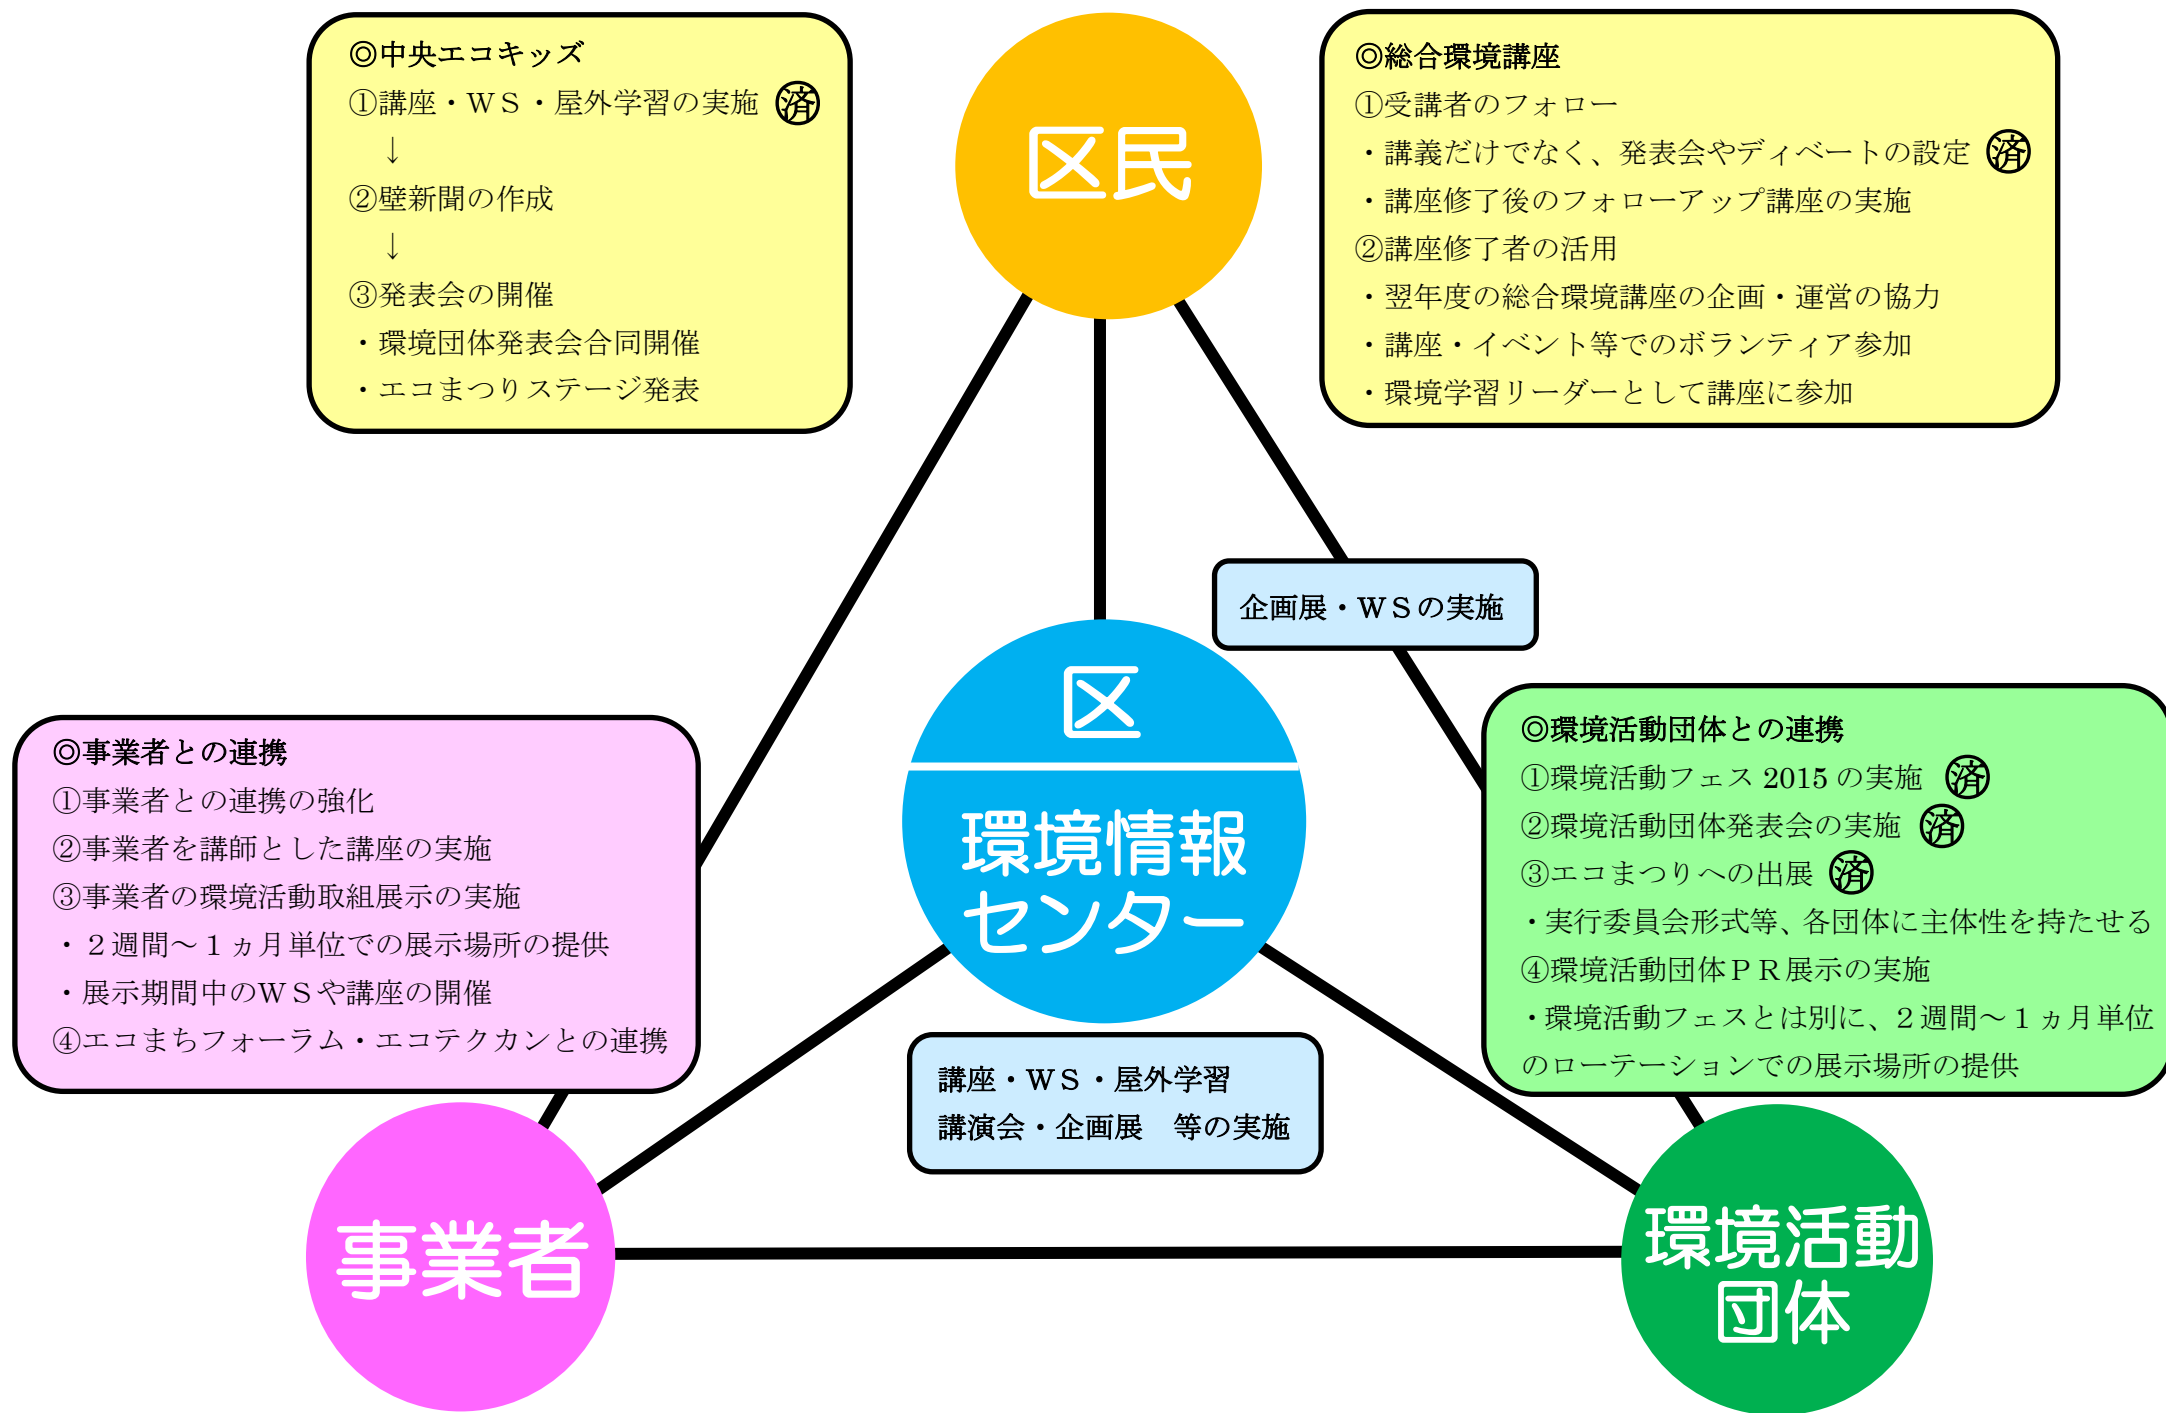 ◎中央エコキッズ
①講座・ＷＳ・屋外学習の実施 済
↓
②壁新聞の作成
↓
③発表会の開催
・環境団体発表会合同開催
・エコまつりステージ発表
区民
◎総合環境講座
①受講者のフォロー
・講義だけでなく、発表会やディベートの設定 済
・講座修了後のフォローアップ講座の実施
②講座修了者の活用
・翌年度の総合環境講座の企画・運営の協力
・講座・イベント等でのボランティア参加
・環境学習リーダーとして講座に参加
企画展・ＷＳの実施
区
環境情報
センター
◎事業者との連携
①事業者との連携の強化
②事業者を講師とした講座の実施
③事業者の環境活動取組展示の実施
・２週間～１ヵ月単位での展示場所の提供
・展示期間中のＷＳや講座の開催
④エコまちフォーラム・エコテクカンとの連携
◎環境活動団体との連携
①環境活動フェス 2015 の実施 済
②環境活動団体発表会の実施 済
③エコまつりへの出展 済
・実行委員会形式等、各団体に主体性を持たせる
④環境活動団体ＰＲ展示の実施
・環境活動フェスとは別に、２週間～１ヵ月単位
のローテーションでの展示場所の提供
講座・ＷＳ・屋外学習
講演会・企画展　等の実施
事業者
環境活動
団体